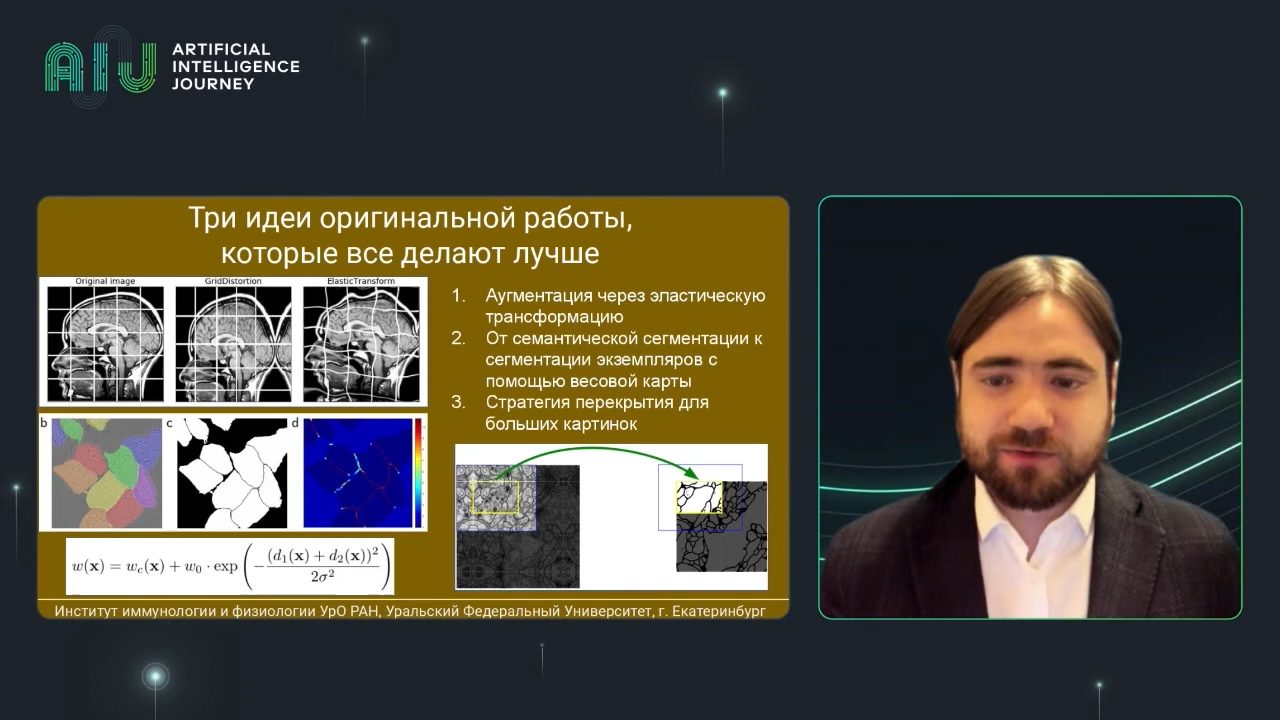 ARTIFICIAL
INTELLIGENCE
JOURNEY
Три идеи оригинальной работы,
которые все делают лучше
Original image GridDistortion ElasticTransform
1. Аугментация через эластическую
трансформацию
2. От семантической сегментации к
сегментации экземпляров с
помощью весовой карты
3. Стратегия перекрытия для
больших картинок
b c d
w(x) = w_c(x) + w_0 · exp (− (d_1(x) + d_2(x))² / 2σ²)
Институт иммунологии и физиологии УрО РАН, Уральский Федеральный Университет, г. Екатеринбург